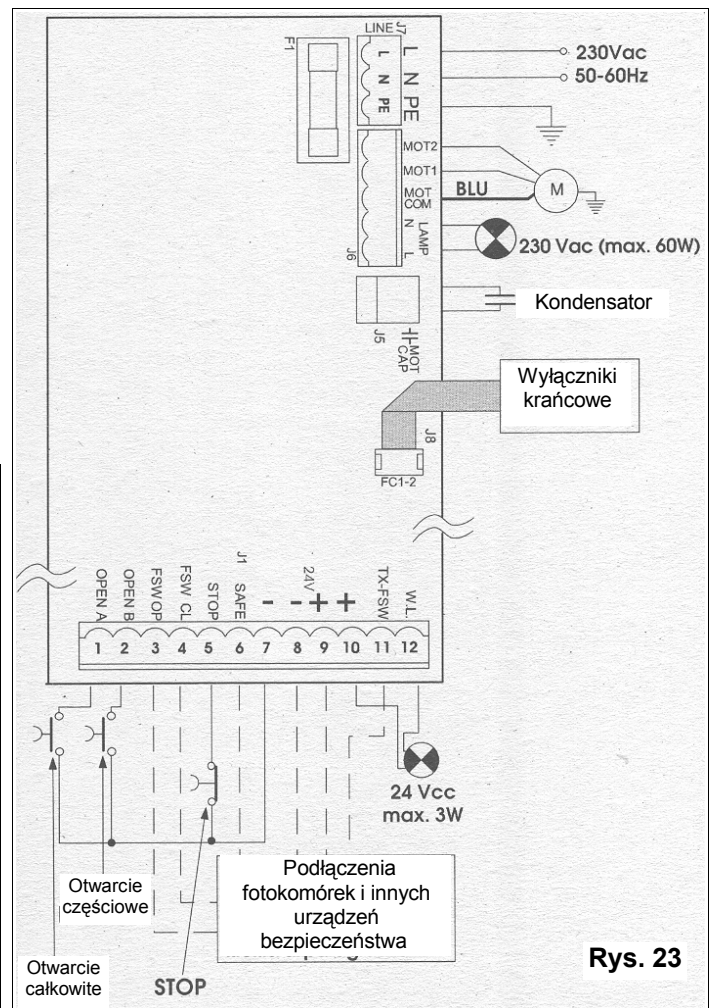 LINE J7
F1
L
N
PE
L
N
PE
230Vac
50-60Hz
MOT2
MOT1
MOT
COM
BLU
M
N
L
LAMP
J6
230 Vac (max. 60W)
J5
MOT
CAP
Kondensator
Wyłączniki
krańcowe
J8
FC1-2
OPEN A
OPEN B
FSW OP
FSW CL
STOP
J1
SAFE
-
-
24V
+
+
TX-FSW
W.L.
1 2 3 4 5 6 7 8 9 10 11 12
24 Vcc
max. 3W
Podłączenia
fotokomórek i innych
urządzeń
bezpieczeństwa
Otwarcie
częściowe
Otwarcie
całkowite
STOP
Rys. 23